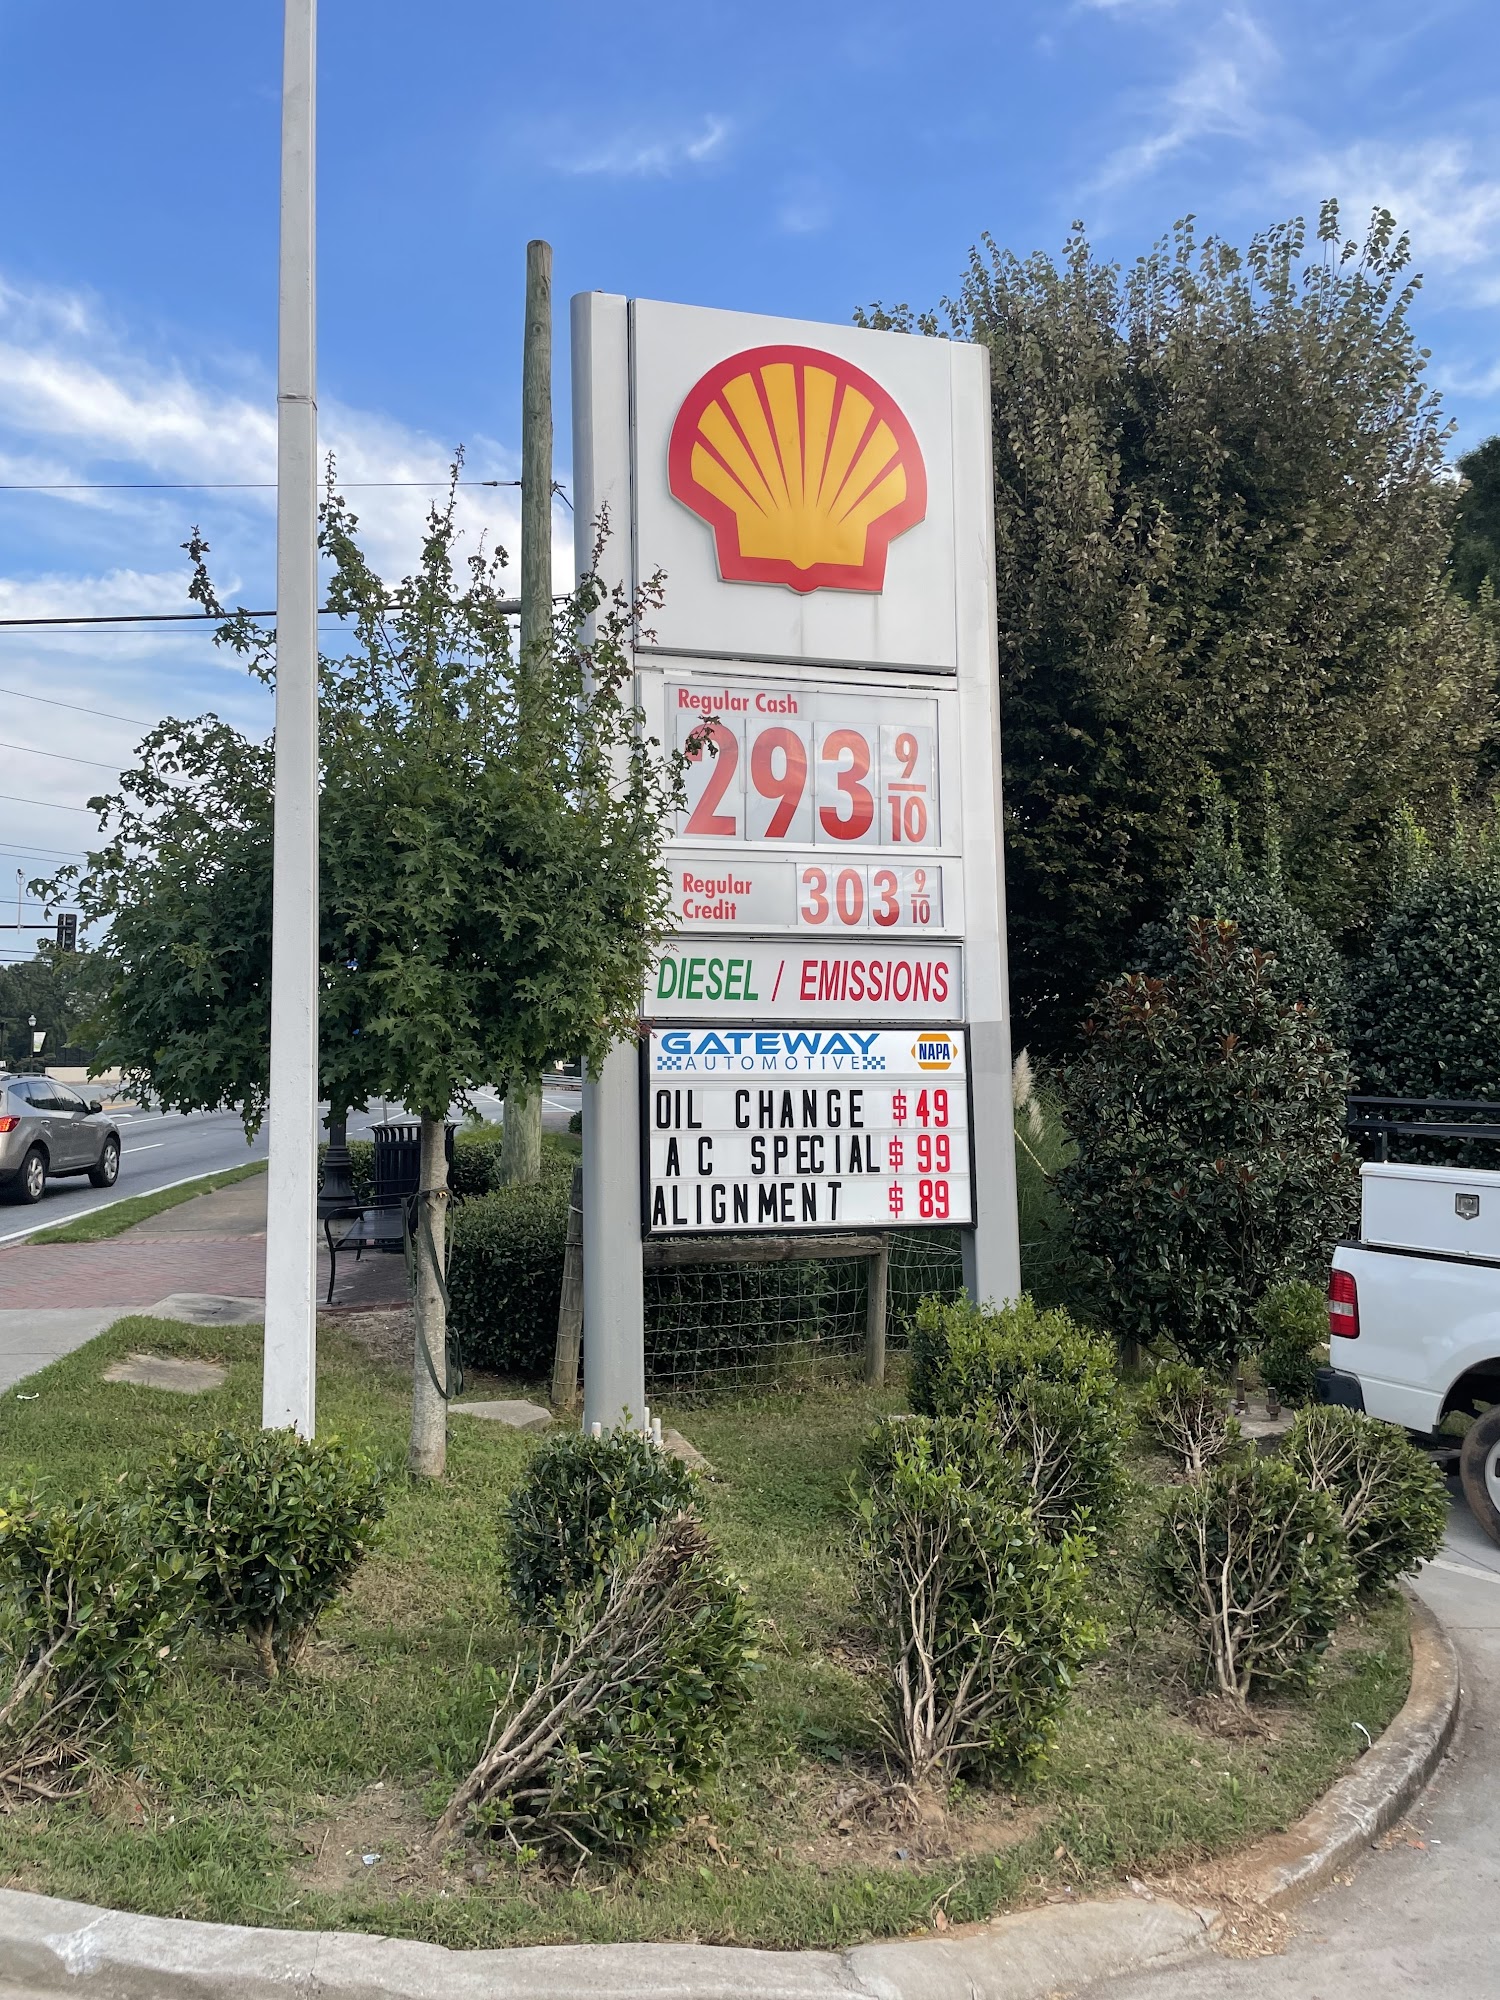 Regular Cash
293 9/10
Regular
Credit
303 9/10
DIESEL / EMISSIONS
GATEWAY
AUTOMOTIVE
NAPA
OIL CHANGE $49
AC SPECIAL $99
ALIGNMENT $89